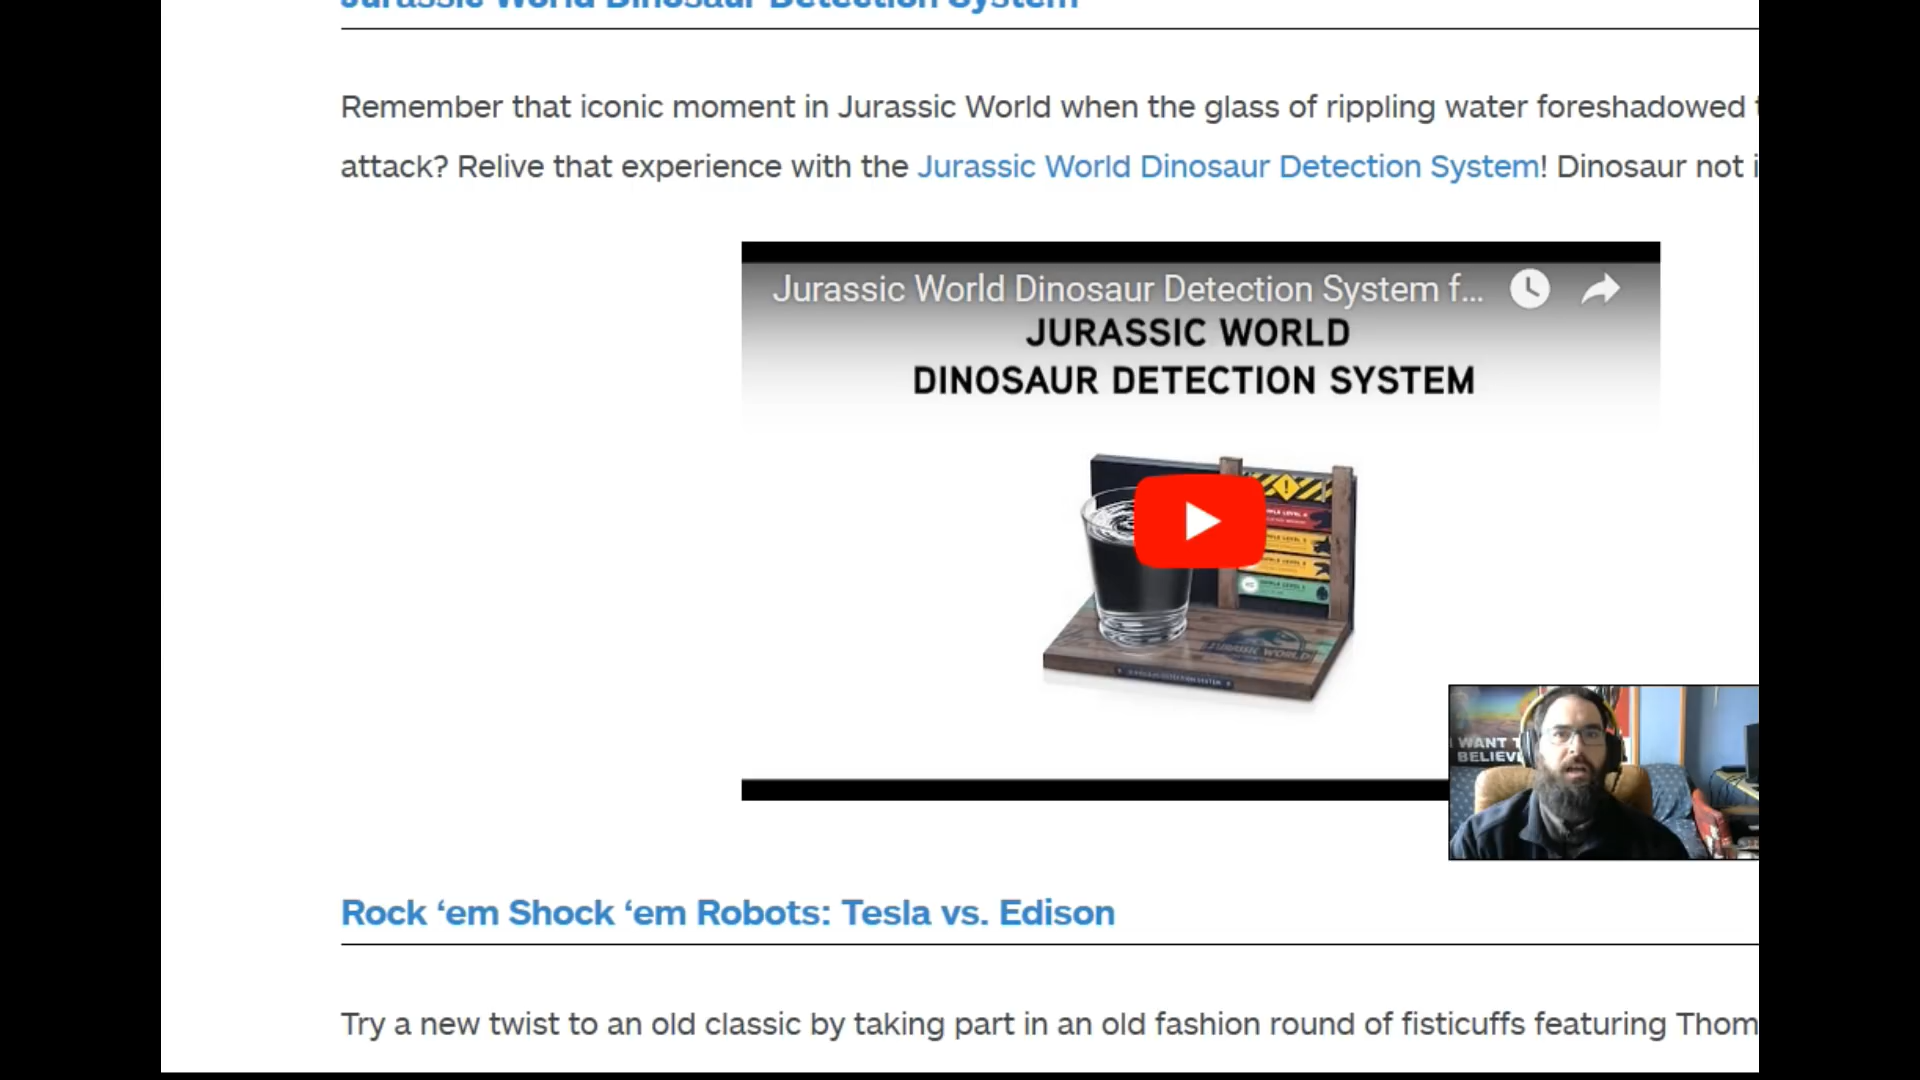 Jurassic World Dinosaur Detection System
Remember that iconic moment in Jurassic World when the glass of rippling water foreshadowed
attack? Relive that experience with the Jurassic World Dinosaur Detection System! Dinosaur not
Jurassic World Dinosaur Detection System f...
JURASSIC WORLD
DINOSAUR DETECTION SYSTEM
JURASSIC WORLD
I WANT T
BELIEV
Rock ‘em Shock ‘em Robots: Tesla vs. Edison
Try a new twist to an old classic by taking part in an old fashion round of fisticuffs featuring Thom